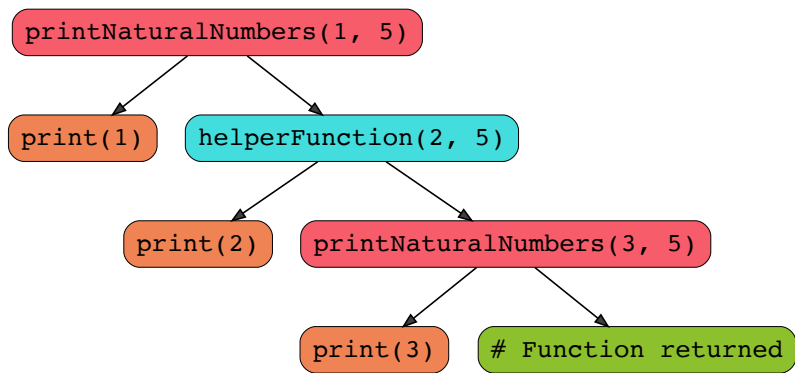 printNaturalNumbers(1, 5)
print(1)
helperFunction(2, 5)
print(2)
printNaturalNumbers(3, 5)
print(3)
# Function returned